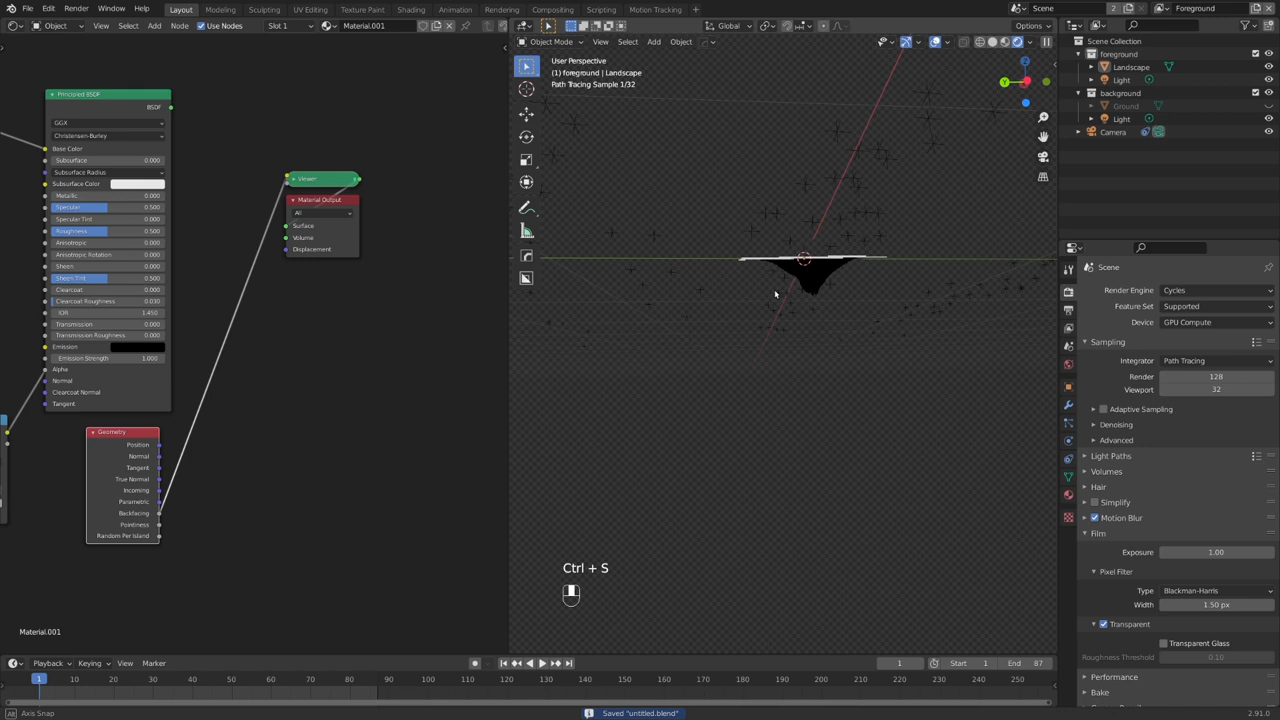 File Edit Render Window Help
Layout Modeling Sculpting UV Editing Texture Paint Shading Animation Rendering Compositing Scripting Motion Tracking
Scene 2 Foreground
Object View Select Add Node Use Nodes Slot 1 Material.001
Options
Object Mode View Select Add Object
User Perspective
(1) foreground | Landscape
Path Tracing Sample 1/32
Z
Y
Principled BSDF
BSDF
GGX
Christensen-Burley
Base Color
Subsurface 0.000
Subsurface Radius
Subsurface Color
Metallic 0.000
Specular 0.500
Specular Tint 0.000
Roughness 0.500
Anisotropic 0.000
Anisotropic Rotation 0.000
Sheen 0.000
Sheen Tint 0.500
Clearcoat 0.000
Clearcoat Roughness 0.030
IOR 1.450
Transmission 0.000
Transmission Roughness 0.000
Emission
Emission Strength 1.000
Alpha
Normal
Clearcoat Normal
Tangent
Viewer
Material Output
All
Surface
Volume
Displacement
Geometry
Position
Normal
Tangent
True Normal
Incoming
Parametric
Backfacing
Pointiness
Random Per Island
Material.001
Ctrl + S
Scene Collection
foreground
Landscape
Light
background
Ground
Light
Camera
Scene
Render Engine Cycles
Feature Set Supported
Device GPU Compute
Sampling
Integrator Path Tracing
Render 128
Viewport 32
Adaptive Sampling
Denoising
Advanced
Light Paths
Volumes
Hair
Simplify
Motion Blur
Film
Exposure 1.00
Pixel Filter
Type Blackman-Harris
Width 1.50 px
Transparent
Transparent Glass
Roughness Threshold 0.10
Performance
Bake
Playback Keying View Marker
1 Start 1 End 87
1 10 20 30 40 50 60 70 80 90 100 110 120 130 140 150 160 170 180 190 200 210 220 230 240 250
Axis Snap
Saved "untitled.blend"
2.91.0